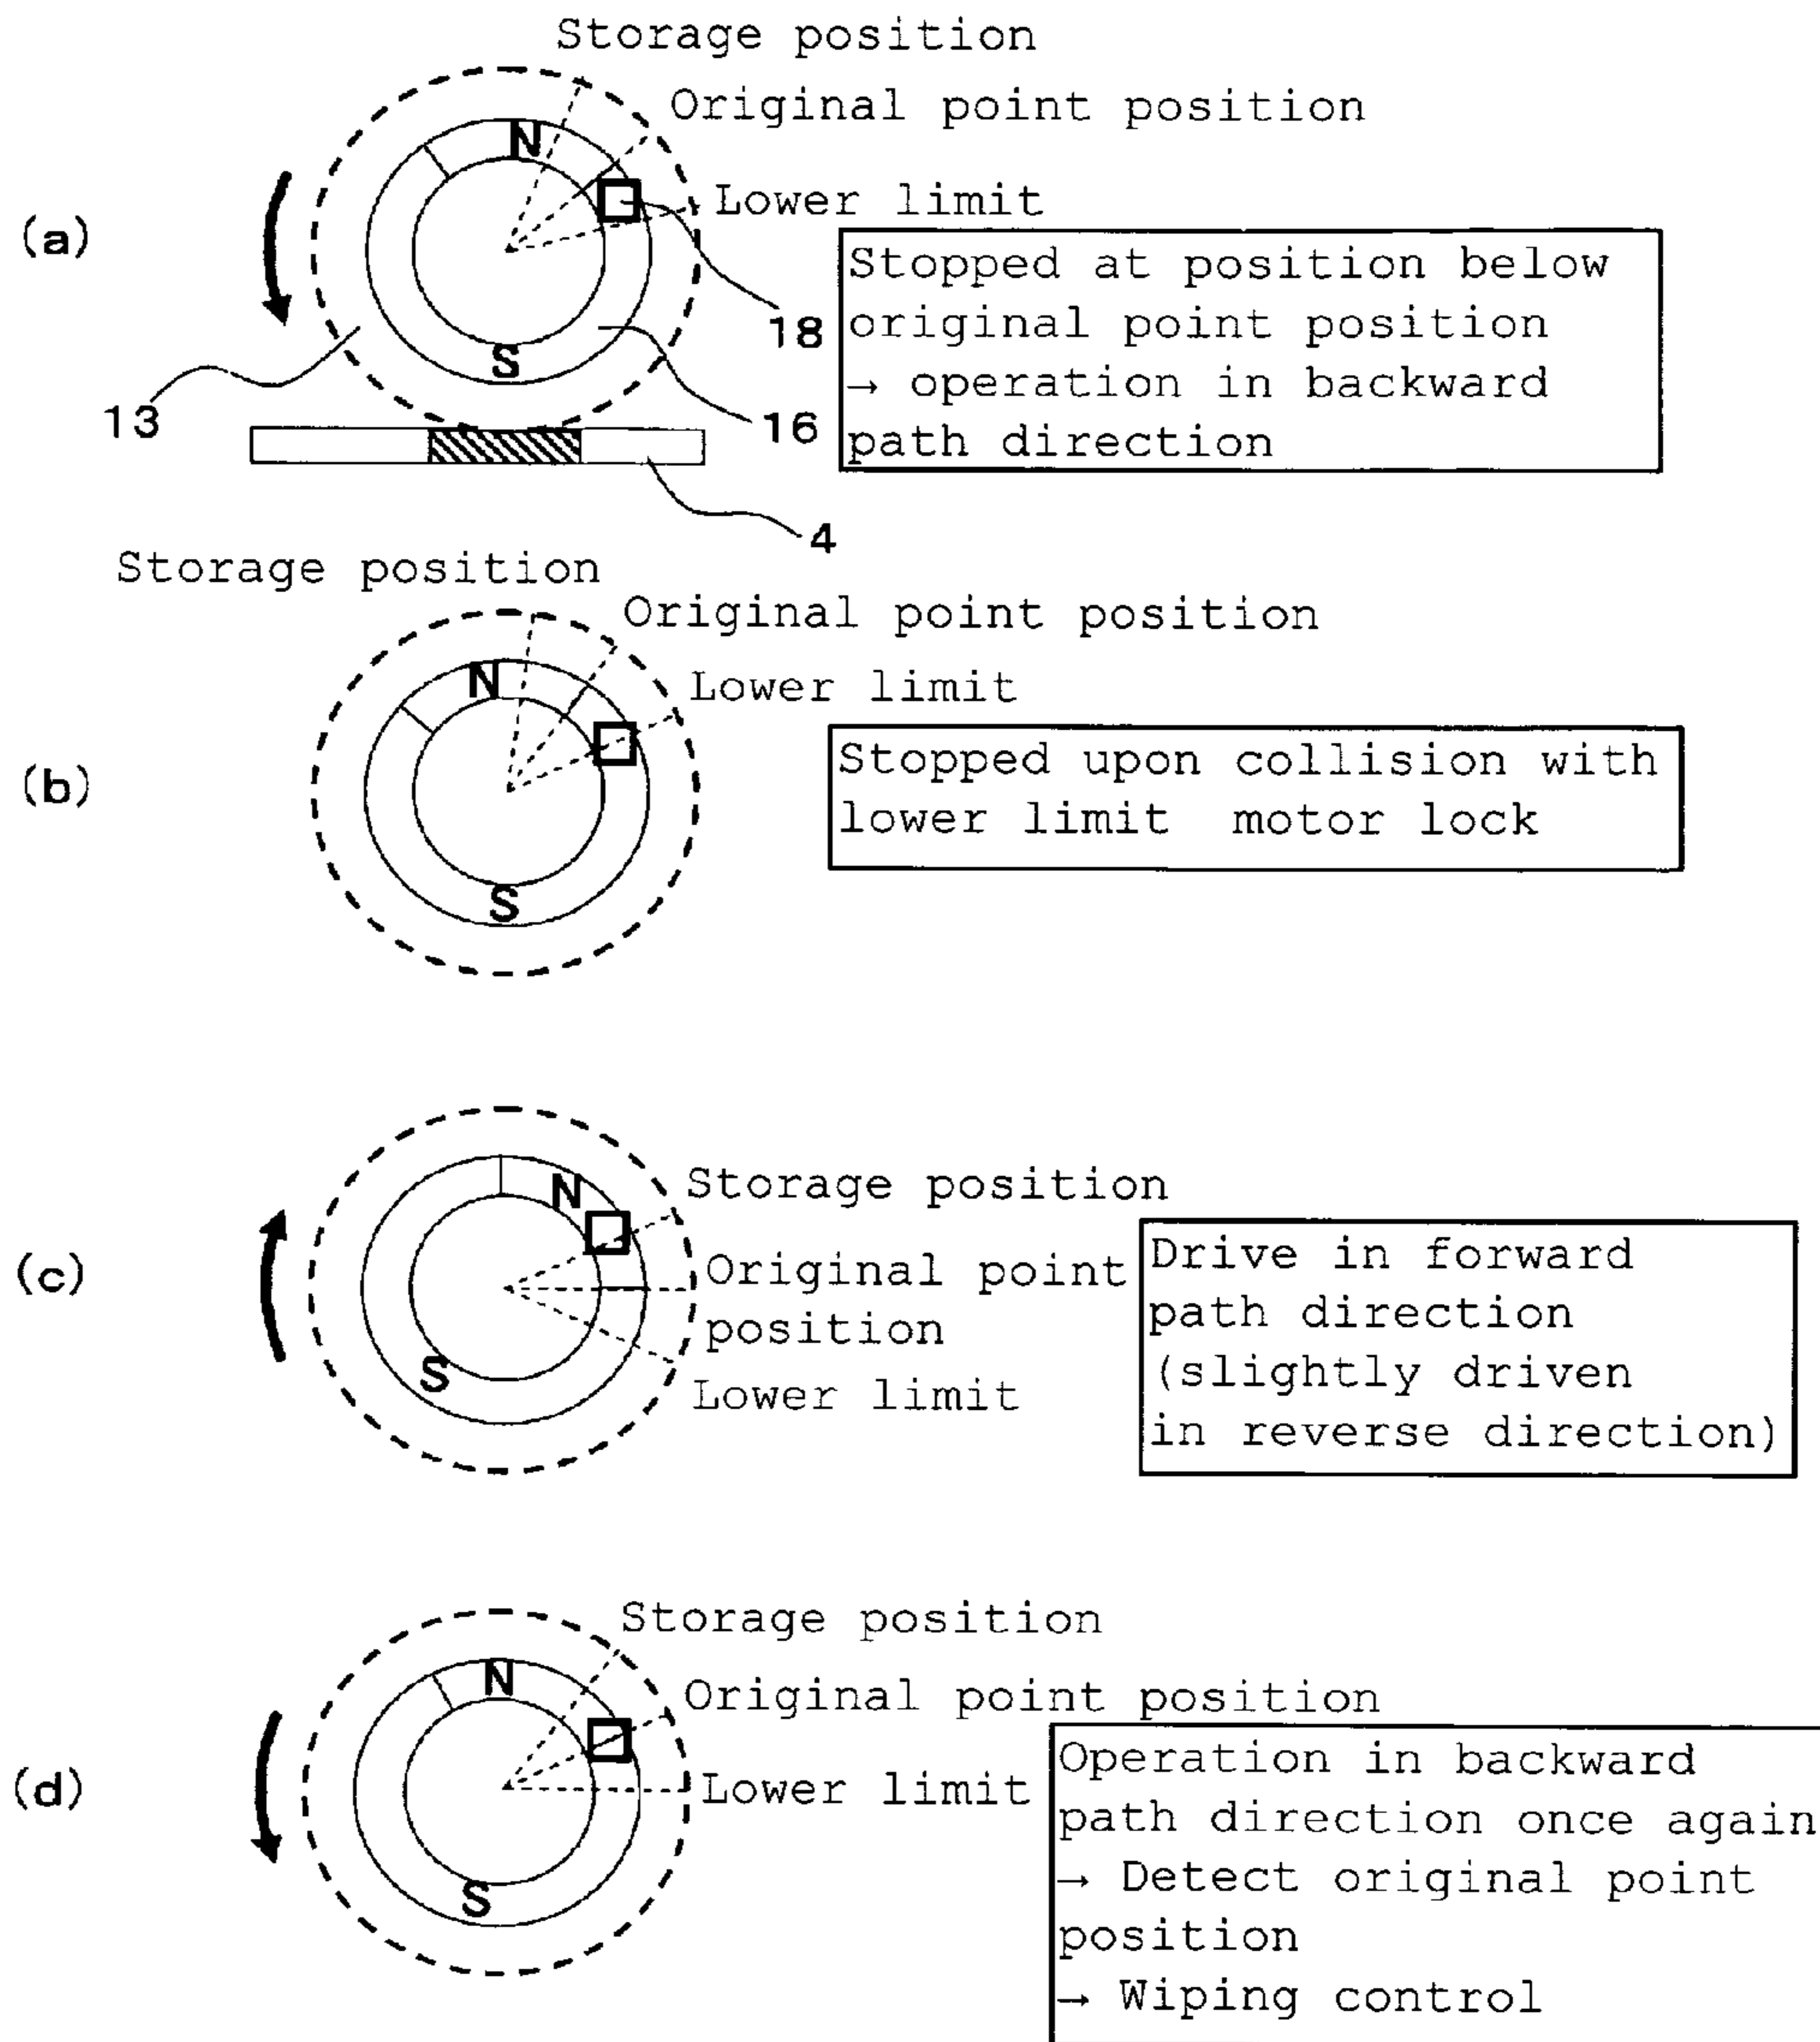 Storage position
Original point position
Lower limit
(a)
N
S
Stopped at position below
original point position
→ operation in backward
path direction
18
13
16
4
Storage position
Original point position
Lower limit
(b)
N
S
Stopped upon collision with
lower limit motor lock
Storage position
Original point
position
Lower limit
(c)
N
S
Drive in forward
path direction
(slightly driven
in reverse direction)
Storage position
Original point position
Lower limit
(d)
N
S
Operation in backward
path direction once again
→ Detect original point
position
→ Wiping control